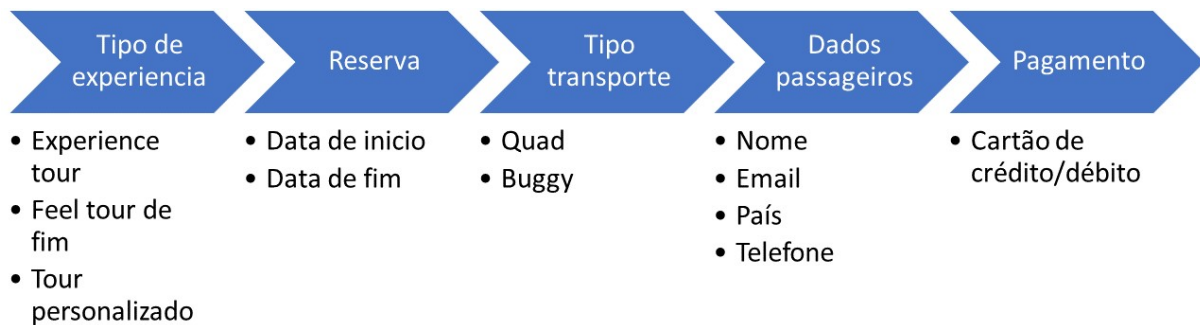 Tipo de
experiencia
Reserva
Tipo
transporte
Dados
passageiros
Pagamento
• Experience
tour
• Feel tour de
fim
• Tour
personalizado
• Data de inicio
• Data de fim
• Quad
• Buggy
• Nome
• Email
• País
• Telefone
• Cartão de
crédito/débito